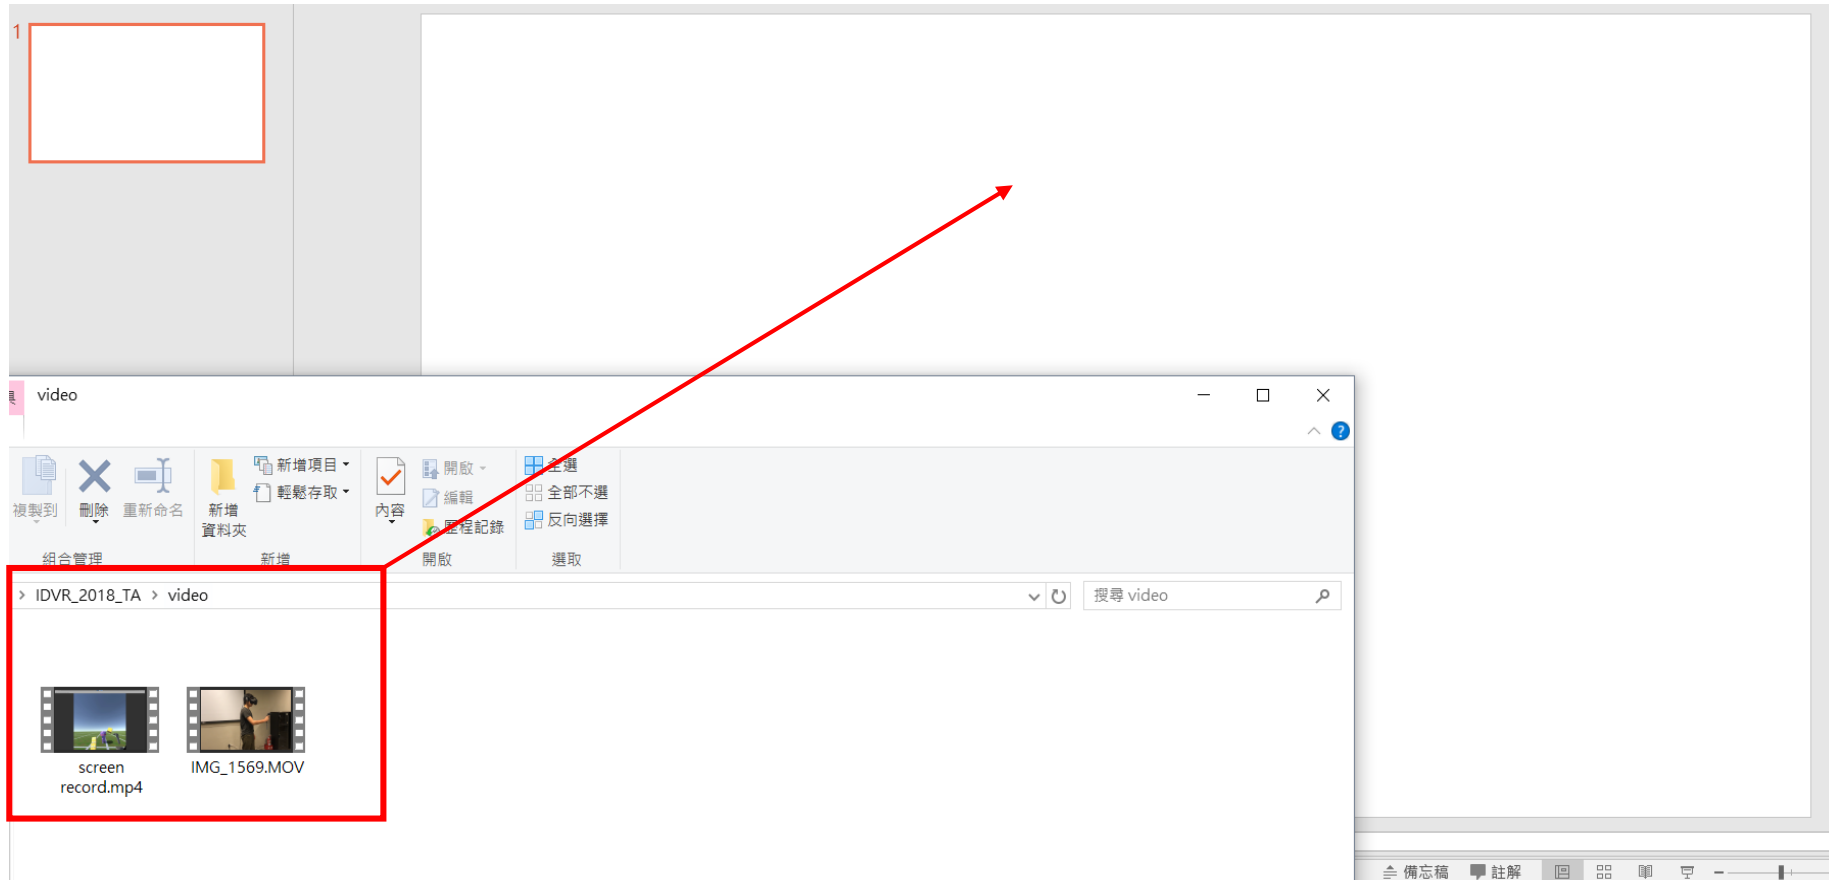 1
video
複製到
刪除
重新命名
新增
資料夾
新增項目
輕鬆存取
內容
開啟
編輯
歷程記錄
全選
全部不選
反向選擇
組合管理
新增
開啟
選取
IDVR_2018_TA > video
搜尋 video
screen
record.mp4
IMG_1569.MOV
備忘稿
註解